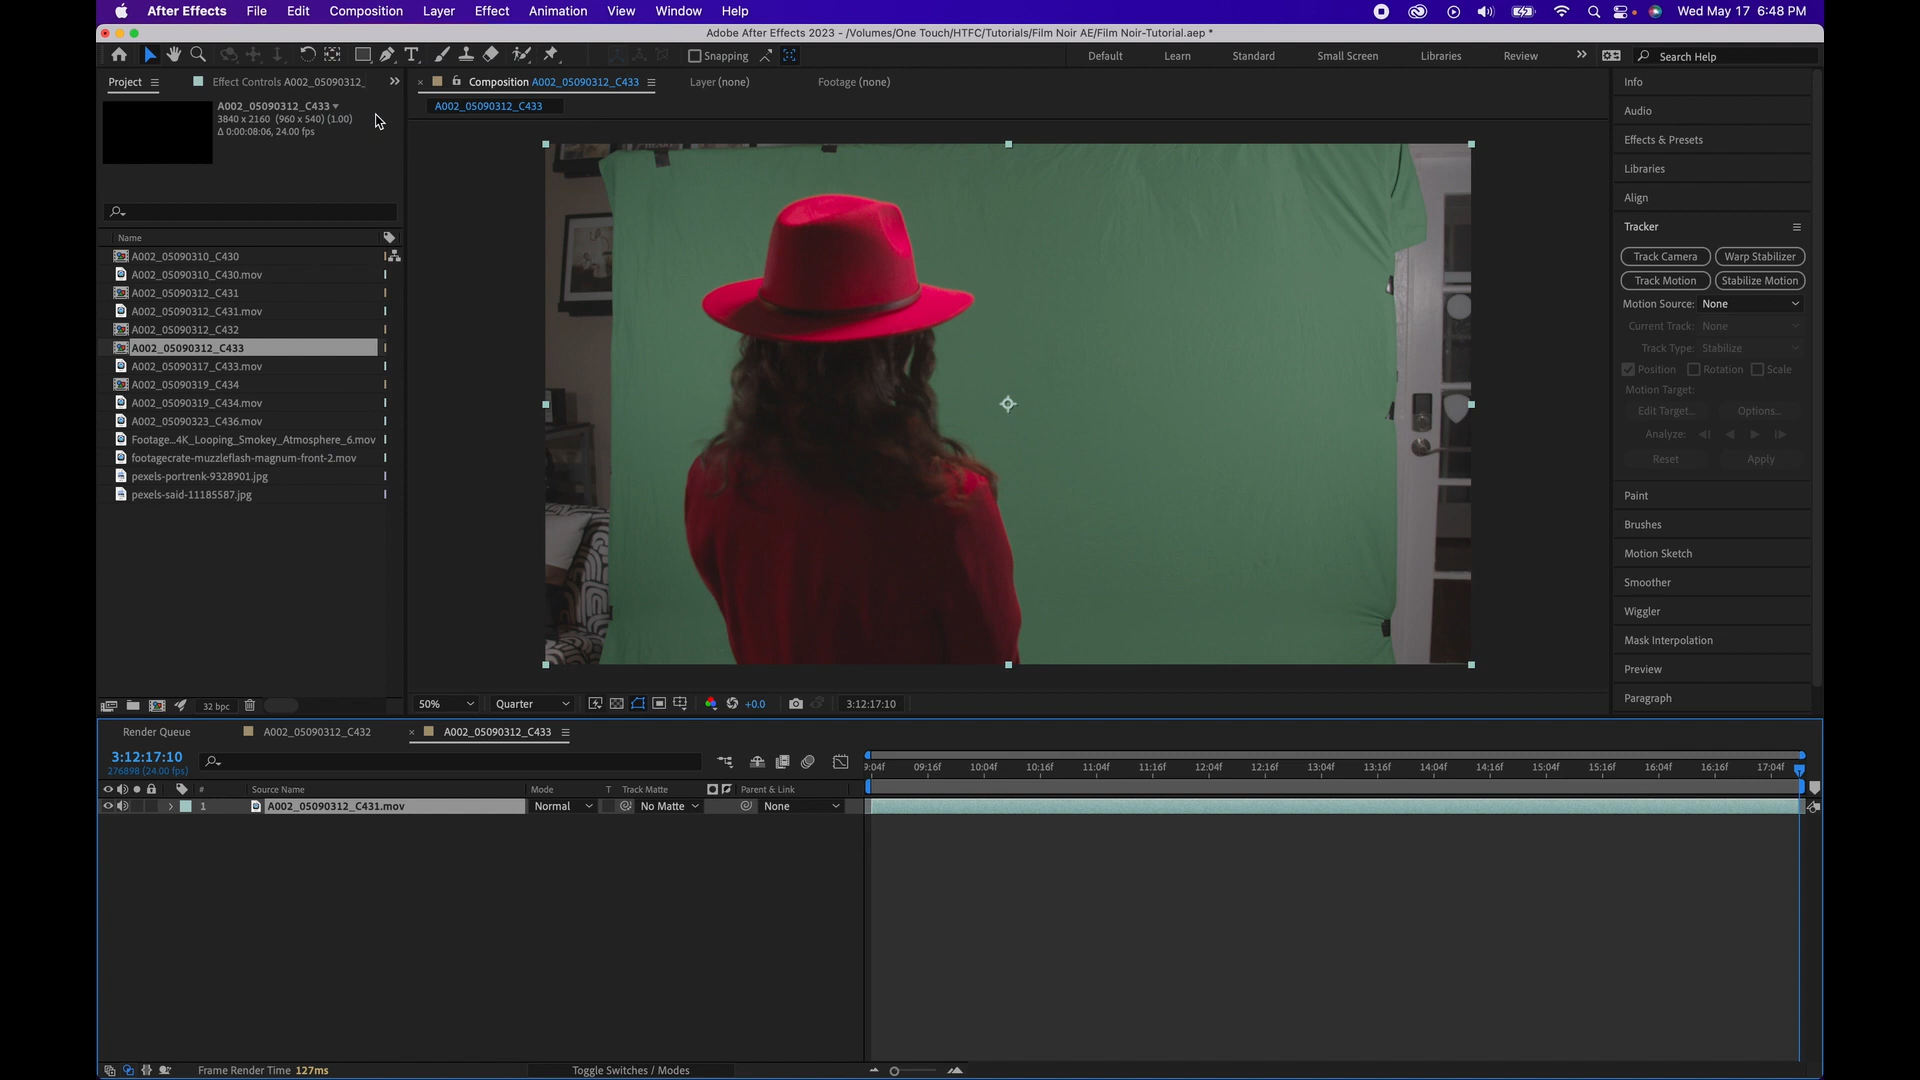 After Effects File Edit Composition Layer Effect Animation View Window Help Wed May 17 6:48 PM
Adobe After Effects 2023 - /Volumes/One Touch/HTFC/Tutorials/Film Noir AE/Film Noir-Tutorial.aep *
Snapping Default Learn Standard Small Screen Libraries Review Search Help
Project Effect Controls A002_05090312_ Composition A002_05090312_C433 Layer (none) Footage (none)
A002_05090312_C433
3840 x 2160 (960 x 540) (1.00)
Δ 0:00:08:06, 24.00 fps
A002_05090312_C433
Name
A002_05090310_C430
A002_05090310_C430.mov
A002_05090312_C431
A002_05090312_C431.mov
A002_05090312_C432
A002_05090312_C433
A002_05090317_C433.mov
A002_05090319_C434
A002_05090319_C434.mov
A002_05090323_C436.mov
Footage...4K_Looping_Smokey_Atmosphere_6.mov
footagecrate-muzzleflash-magnum-front-2.mov
pexels-portrenk-9328901.jpg
pexels-said-11185587.jpg
32 bpc
50% Quarter +0.0 3:12:17:10
Info
Audio
Effects & Presets
Libraries
Align
Tracker
Track Camera Warp Stabilizer
Track Motion Stabilize Motion
Motion Source: None
Current Track: None
Track Type: Stabilize
Position Rotation Scale
Motion Target:
Edit Target... Options...
Analyze:
Reset Apply
Paint
Brushes
Motion Sketch
Smoother
Wiggler
Mask Interpolation
Preview
Paragraph
Render Queue A002_05090312_C432 A002_05090312_C433
3:12:17:10
276898 (24.00 fps)
9:04f 09:16f 10:04f 10:16f 11:04f 11:16f 12:04f 12:16f 13:04f 13:16f 14:04f 14:16f 15:04f 15:16f 16:04f 16:16f 17:04f
# Source Name Mode T Track Matte Parent & Link
1 A002_05090312_C431.mov Normal No Matte None
Frame Render Time 127ms Toggle Switches / Modes